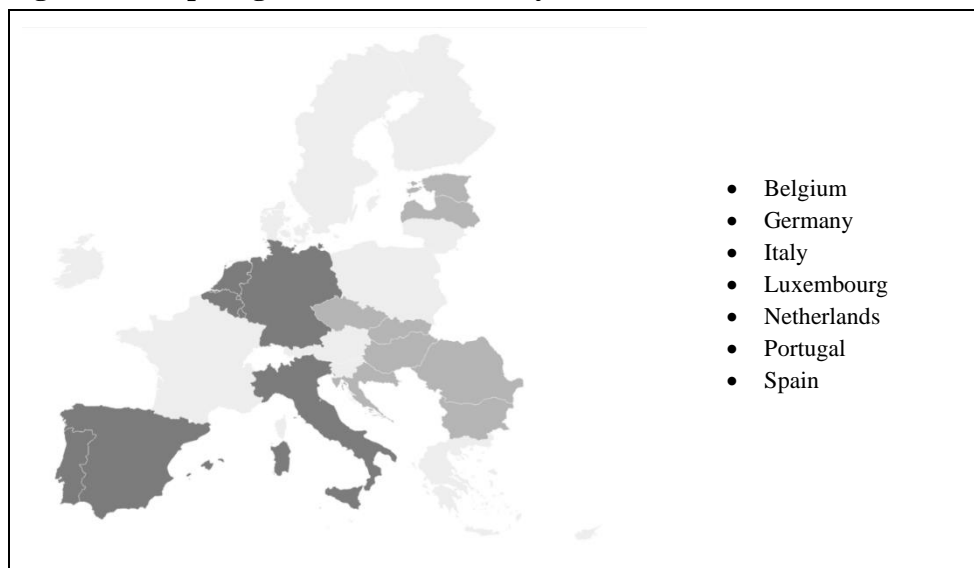 • Belgium
• Germany
• Italy
• Luxembourg
• Netherlands
• Portugal
• Spain